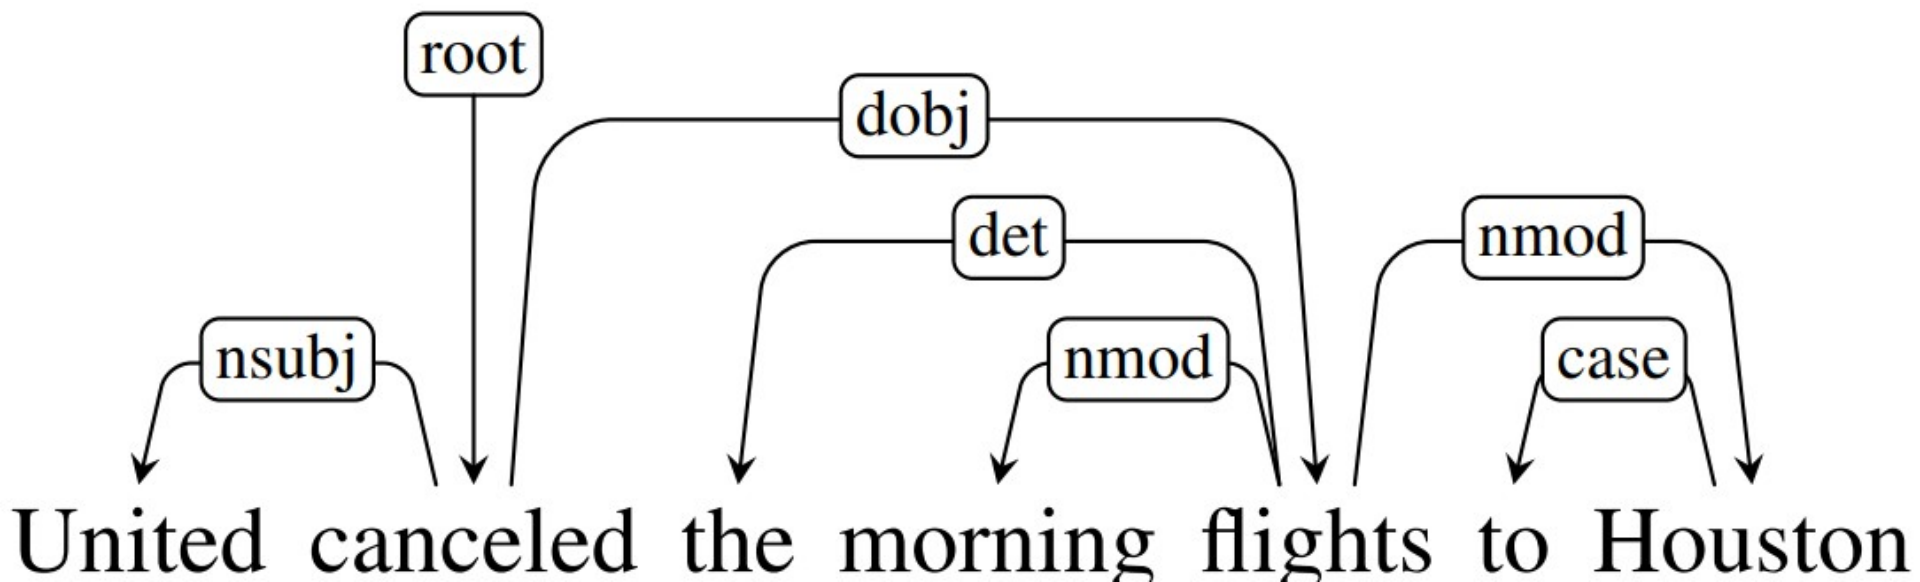 root
dobj
det nmod
nsubj nmod case
United canceled the morning flights to Houston